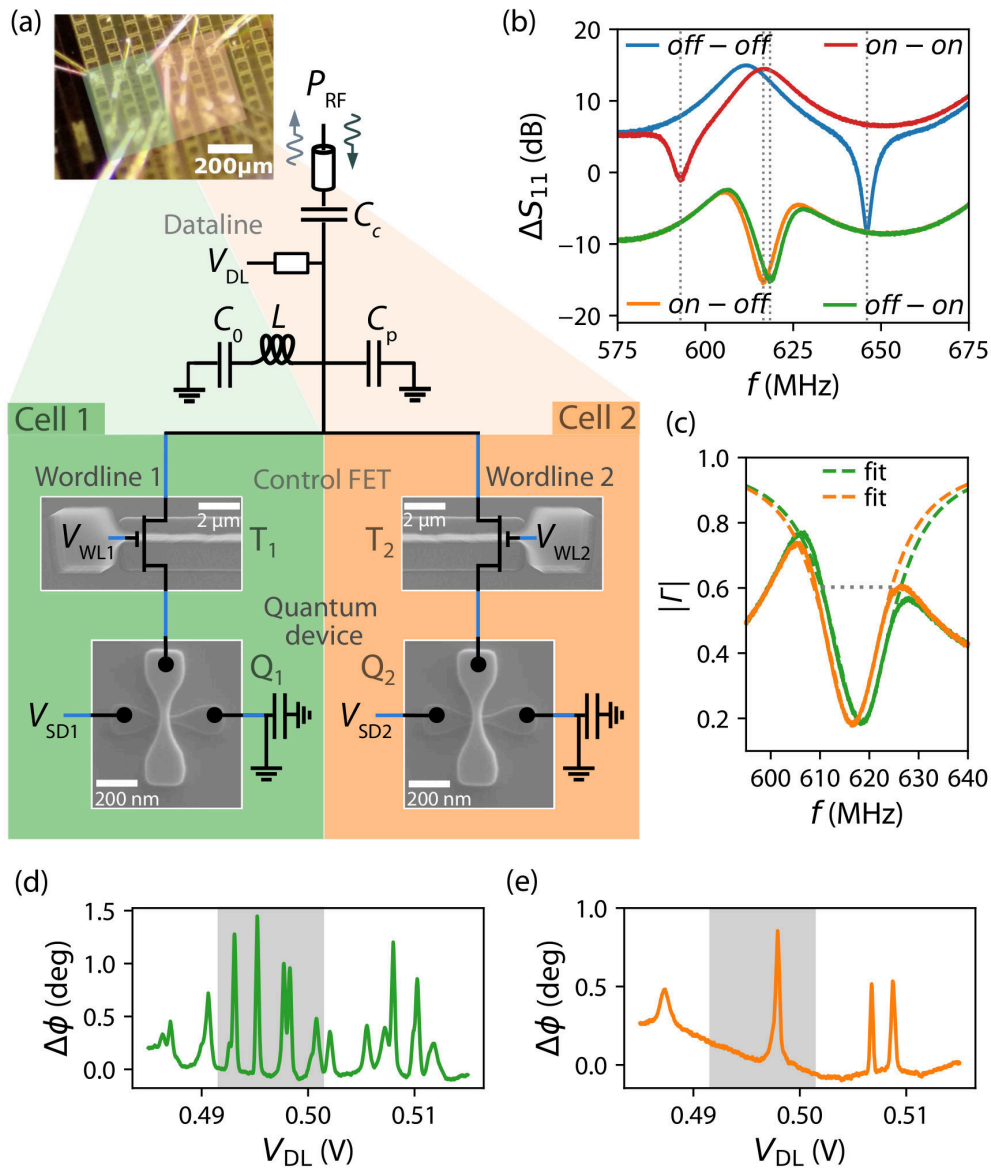 (a)
200μm
P_RF
C_c
Dataline
V_DL
C_0
L
C_p
Cell 1
Cell 2
Wordline 1
Control FET
Wordline 2
2 μm
2 μm
V_WL1
T_1
T_2
V_WL2
Quantum
device
Q_1
Q_2
V_SD1
V_SD2
200 nm
200 nm
(b)
20
10
0
−10
−20
ΔS_11 (dB)
off − off
on − on
on − off
off − on
575 600 625 650 675
f (MHz)
(c)
1.0
0.8
0.6
0.4
0.2
|Γ|
fit
fit
600 610 620 630 640
f (MHz)
(d)
1.5
1.0
0.5
0.0
Δϕ (deg)
0.49 0.50 0.51
V_DL (V)
(e)
1.0
0.5
0.0
Δϕ (deg)
0.49 0.50 0.51
V_DL (V)